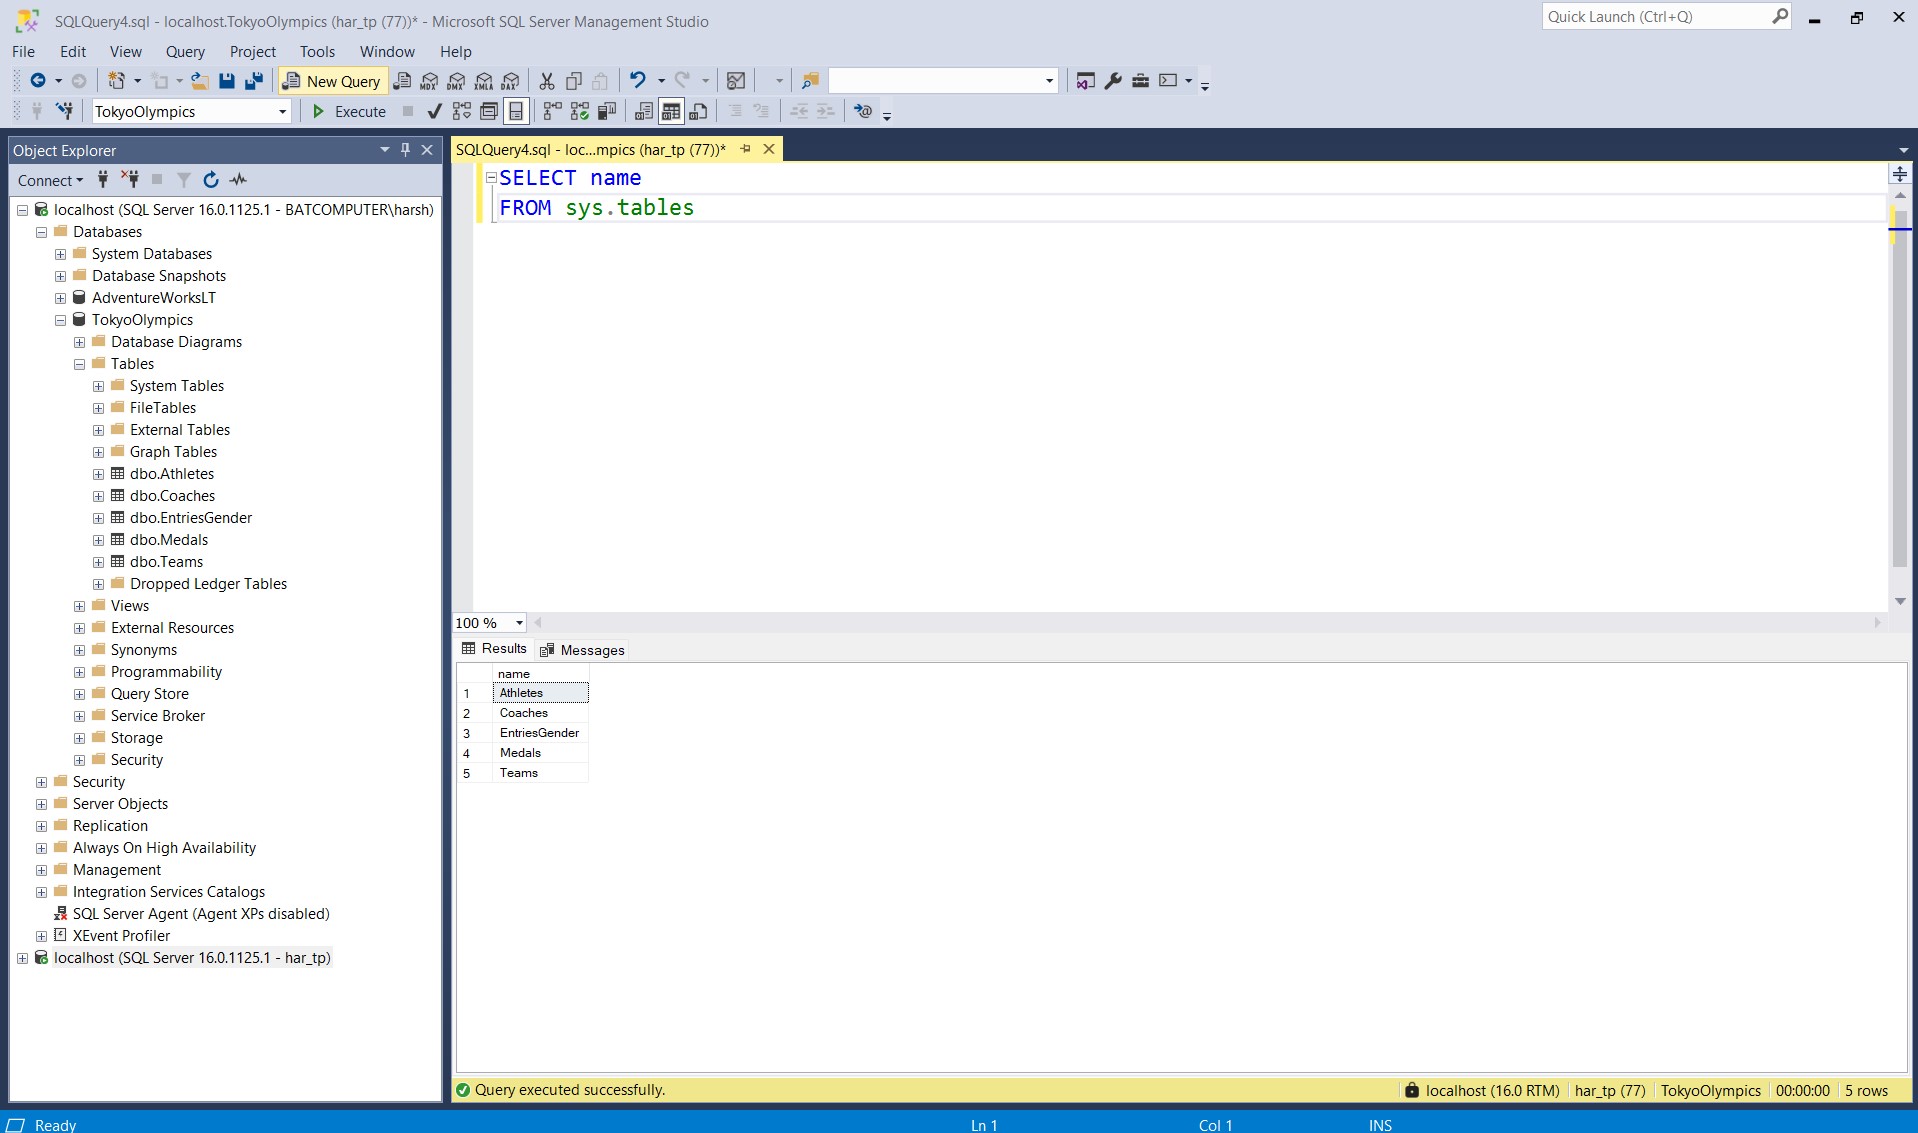 SQLQuery4.sql - localhost.TokyoOlympics (har_tp (77))* - Microsoft SQL Server Management Studio
Quick Launch (Ctrl+Q)
File Edit View Query Project Tools Window Help
New Query MDX DMX XMLA DAX
TokyoOlympics Execute
Object Explorer
Connect
localhost (SQL Server 16.0.1125.1 - BATCOMPUTER\harsh)
Databases
System Databases
Database Snapshots
AdventureWorksLT
TokyoOlympics
Database Diagrams
Tables
System Tables
FileTables
External Tables
Graph Tables
dbo.Athletes
dbo.Coaches
dbo.EntriesGender
dbo.Medals
dbo.Teams
Dropped Ledger Tables
Views
External Resources
Synonyms
Programmability
Query Store
Service Broker
Storage
Security
Security
Server Objects
Replication
Always On High Availability
Management
Integration Services Catalogs
SQL Server Agent (Agent XPs disabled)
XEvent Profiler
localhost (SQL Server 16.0.1125.1 - har_tp)
SQLQuery4.sql - loc...mpics (har_tp (77))*
SELECT name
FROM sys.tables
100 %
Results Messages
name
1 Athletes
2 Coaches
3 EntriesGender
4 Medals
5 Teams
Query executed successfully.
localhost (16.0 RTM) har_tp (77) TokyoOlympics 00:00:00 5 rows
Ready Ln 1 Col 1 INS